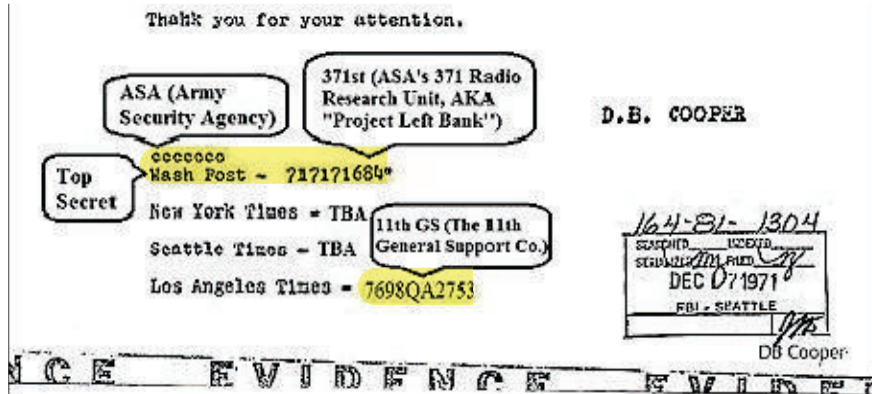 Thahk you for your attention.
ASA (Army
Security Agency)
371st (ASA's 371 Radio
Research Unit, AKA
"Project Left Bank")
D.B. COOPER
Top
Secret
ccccccc
Wash Post - 717171684*
New York Times = TBA
11th GS (The 11th
General Support Co.)
Seattle Times - TBA
Los Angeles Times = 7698QA2753
164-81- 1304
SEARCHED INDEXED
SERIALIZED FILED
DEC 07 1971
FBI - SEATTLE
DB Cooper
NCE EVIDENCE EVIDE